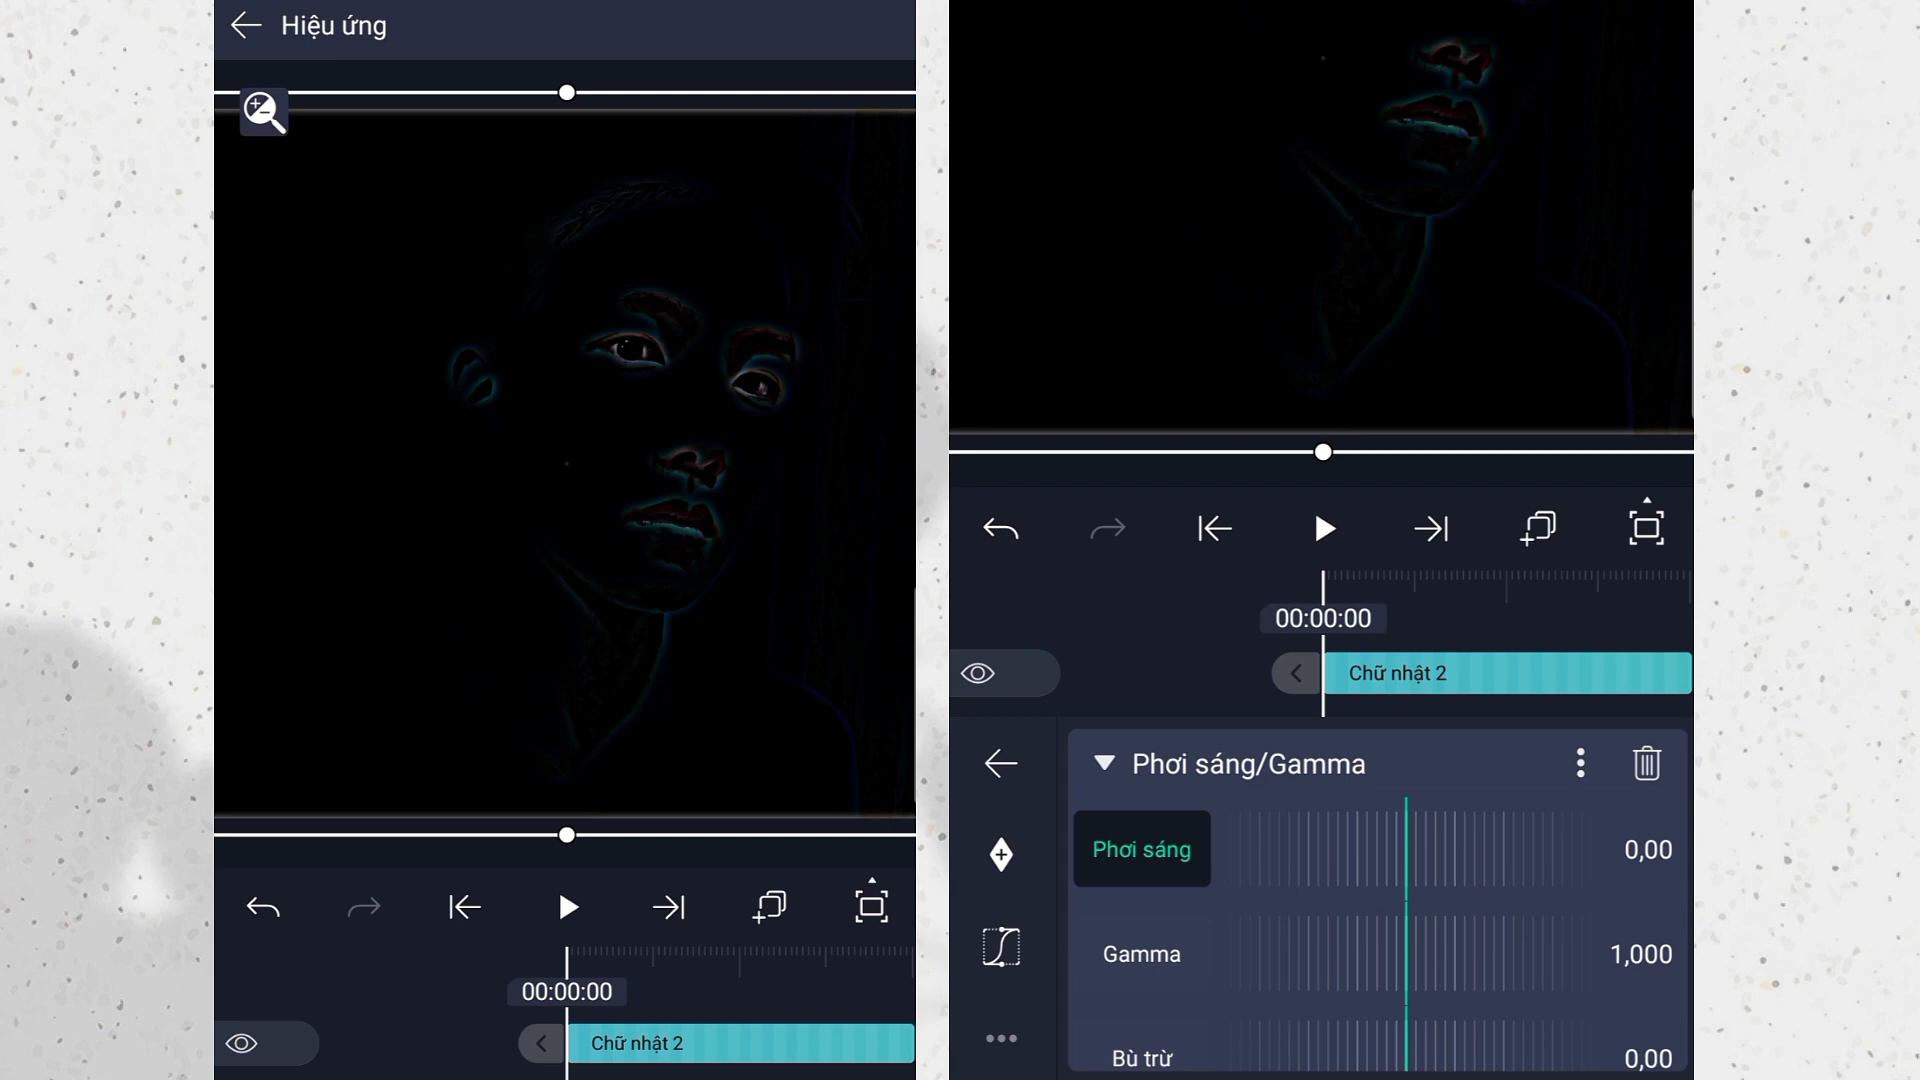 Hiệu ứng
00:00:00
Chữ nhật 2
00:00:00
Chữ nhật 2
Phơi sáng/Gamma
Phơi sáng 0,00
Gamma 1,000
Bù trừ 0,00